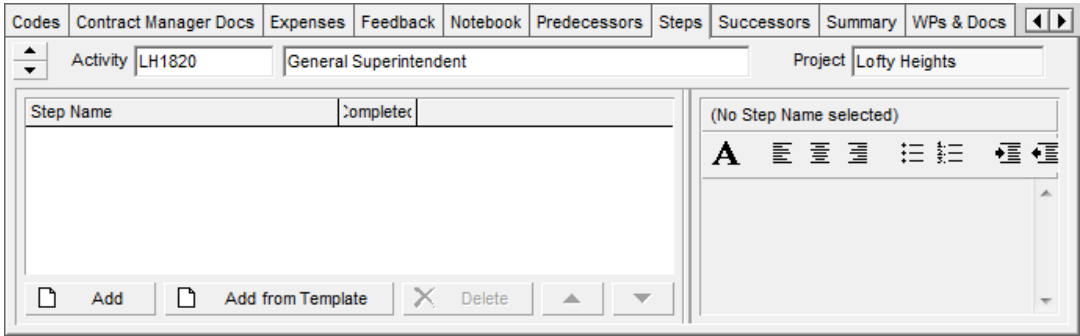 Codes Contract Manager Docs Expenses Feedback Notebook Predecessors Steps Successors Summary WPs & Docs
Activity LH1820 General Superintendent Project Lofty Heights
Step Name Completed
(No Step Name selected)
A
Add Add from Template Delete